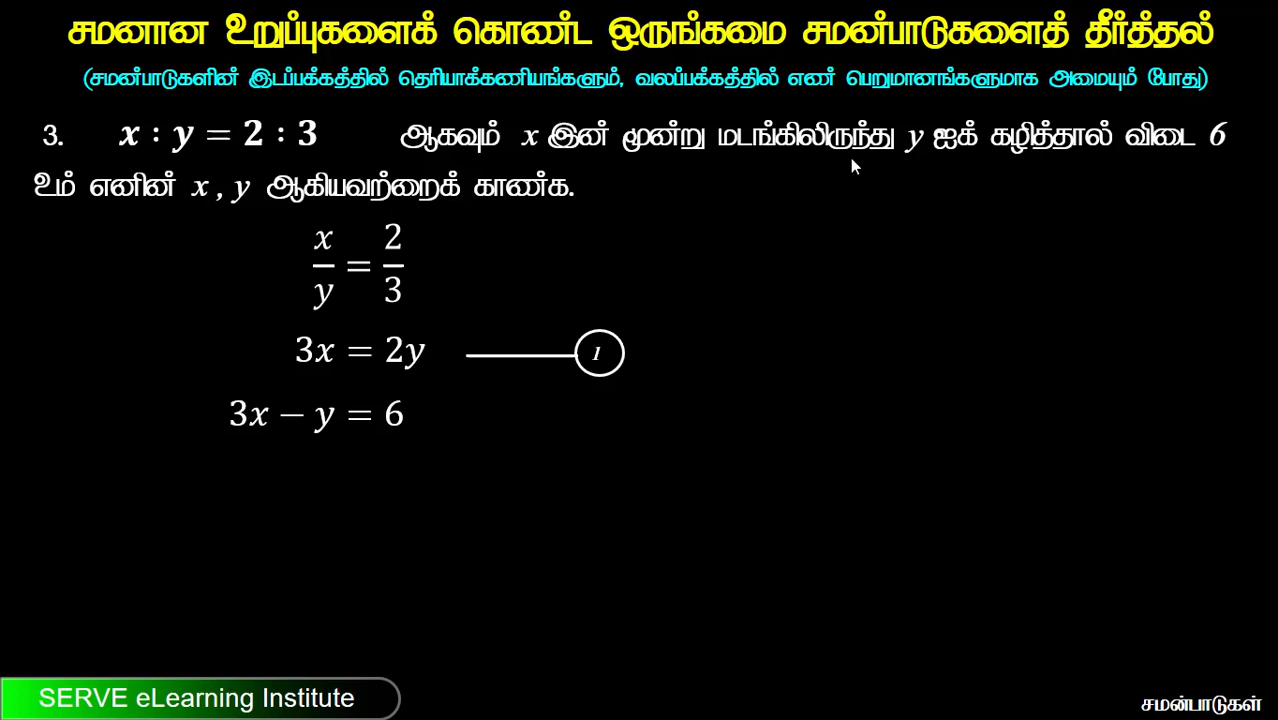 சமனான உறுப்புகளைக் கொண்ட ஒருங்கமை சமன்பாடுகளைத் தீர்த்தல்
(சமன்பாடுகளின் இடப்பக்கத்தில் தெரியாக்கணியங்களும், வலப்பக்கத்தில் எண் பெறுமானங்களுமாக அமையும் போது)
3. x : y = 2 : 3 ஆகவும் x இன் மூன்று மடங்கிலிருந்து y ஐக் கழித்தால் விடை 6
உம் எனின் x , y ஆகியவற்றைக் காண்க.
x/y = 2/3
3x = 2y 1
3x − y = 6
SERVE eLearning Institute
சமன்பாடுகள்